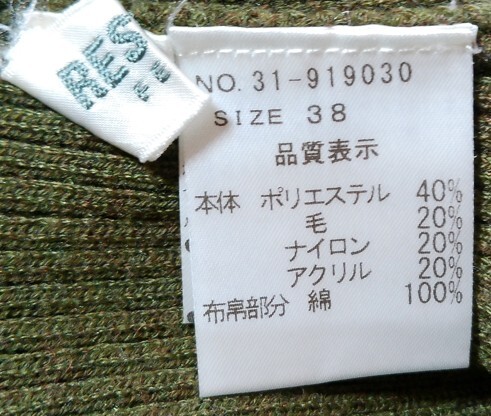 RES
NO. 31-919030
SIZE 38
品質表示
本体 ポリエステル 40%
毛 20%
ナイロン 20%
アクリル 20%
布帛部分 綿 100%